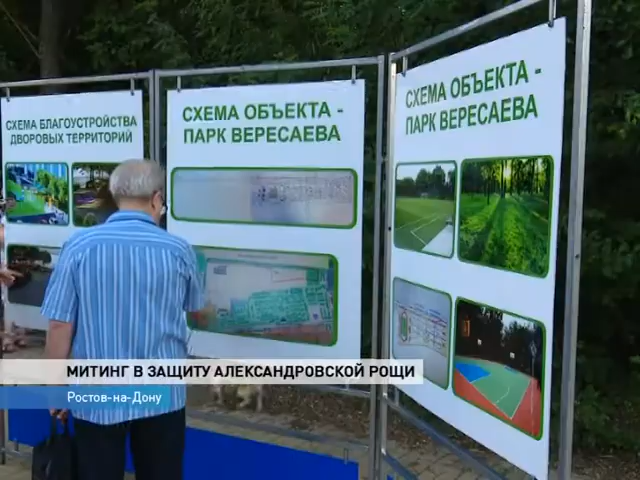 СХЕМА БЛАГОУСТРОЙСТВА
ДВОРОВЫХ ТЕРРИТОРИЙ
СХЕМА ОБЪЕКТА -
ПАРК ВЕРЕСАЕВА
СХЕМА ОБЪЕКТА -
ПАРК ВЕРЕСАЕВА
МИТИНГ В ЗАЩИТУ АЛЕКСАНДРОВСКОЙ РОЩИ
Ростов-на-Дону